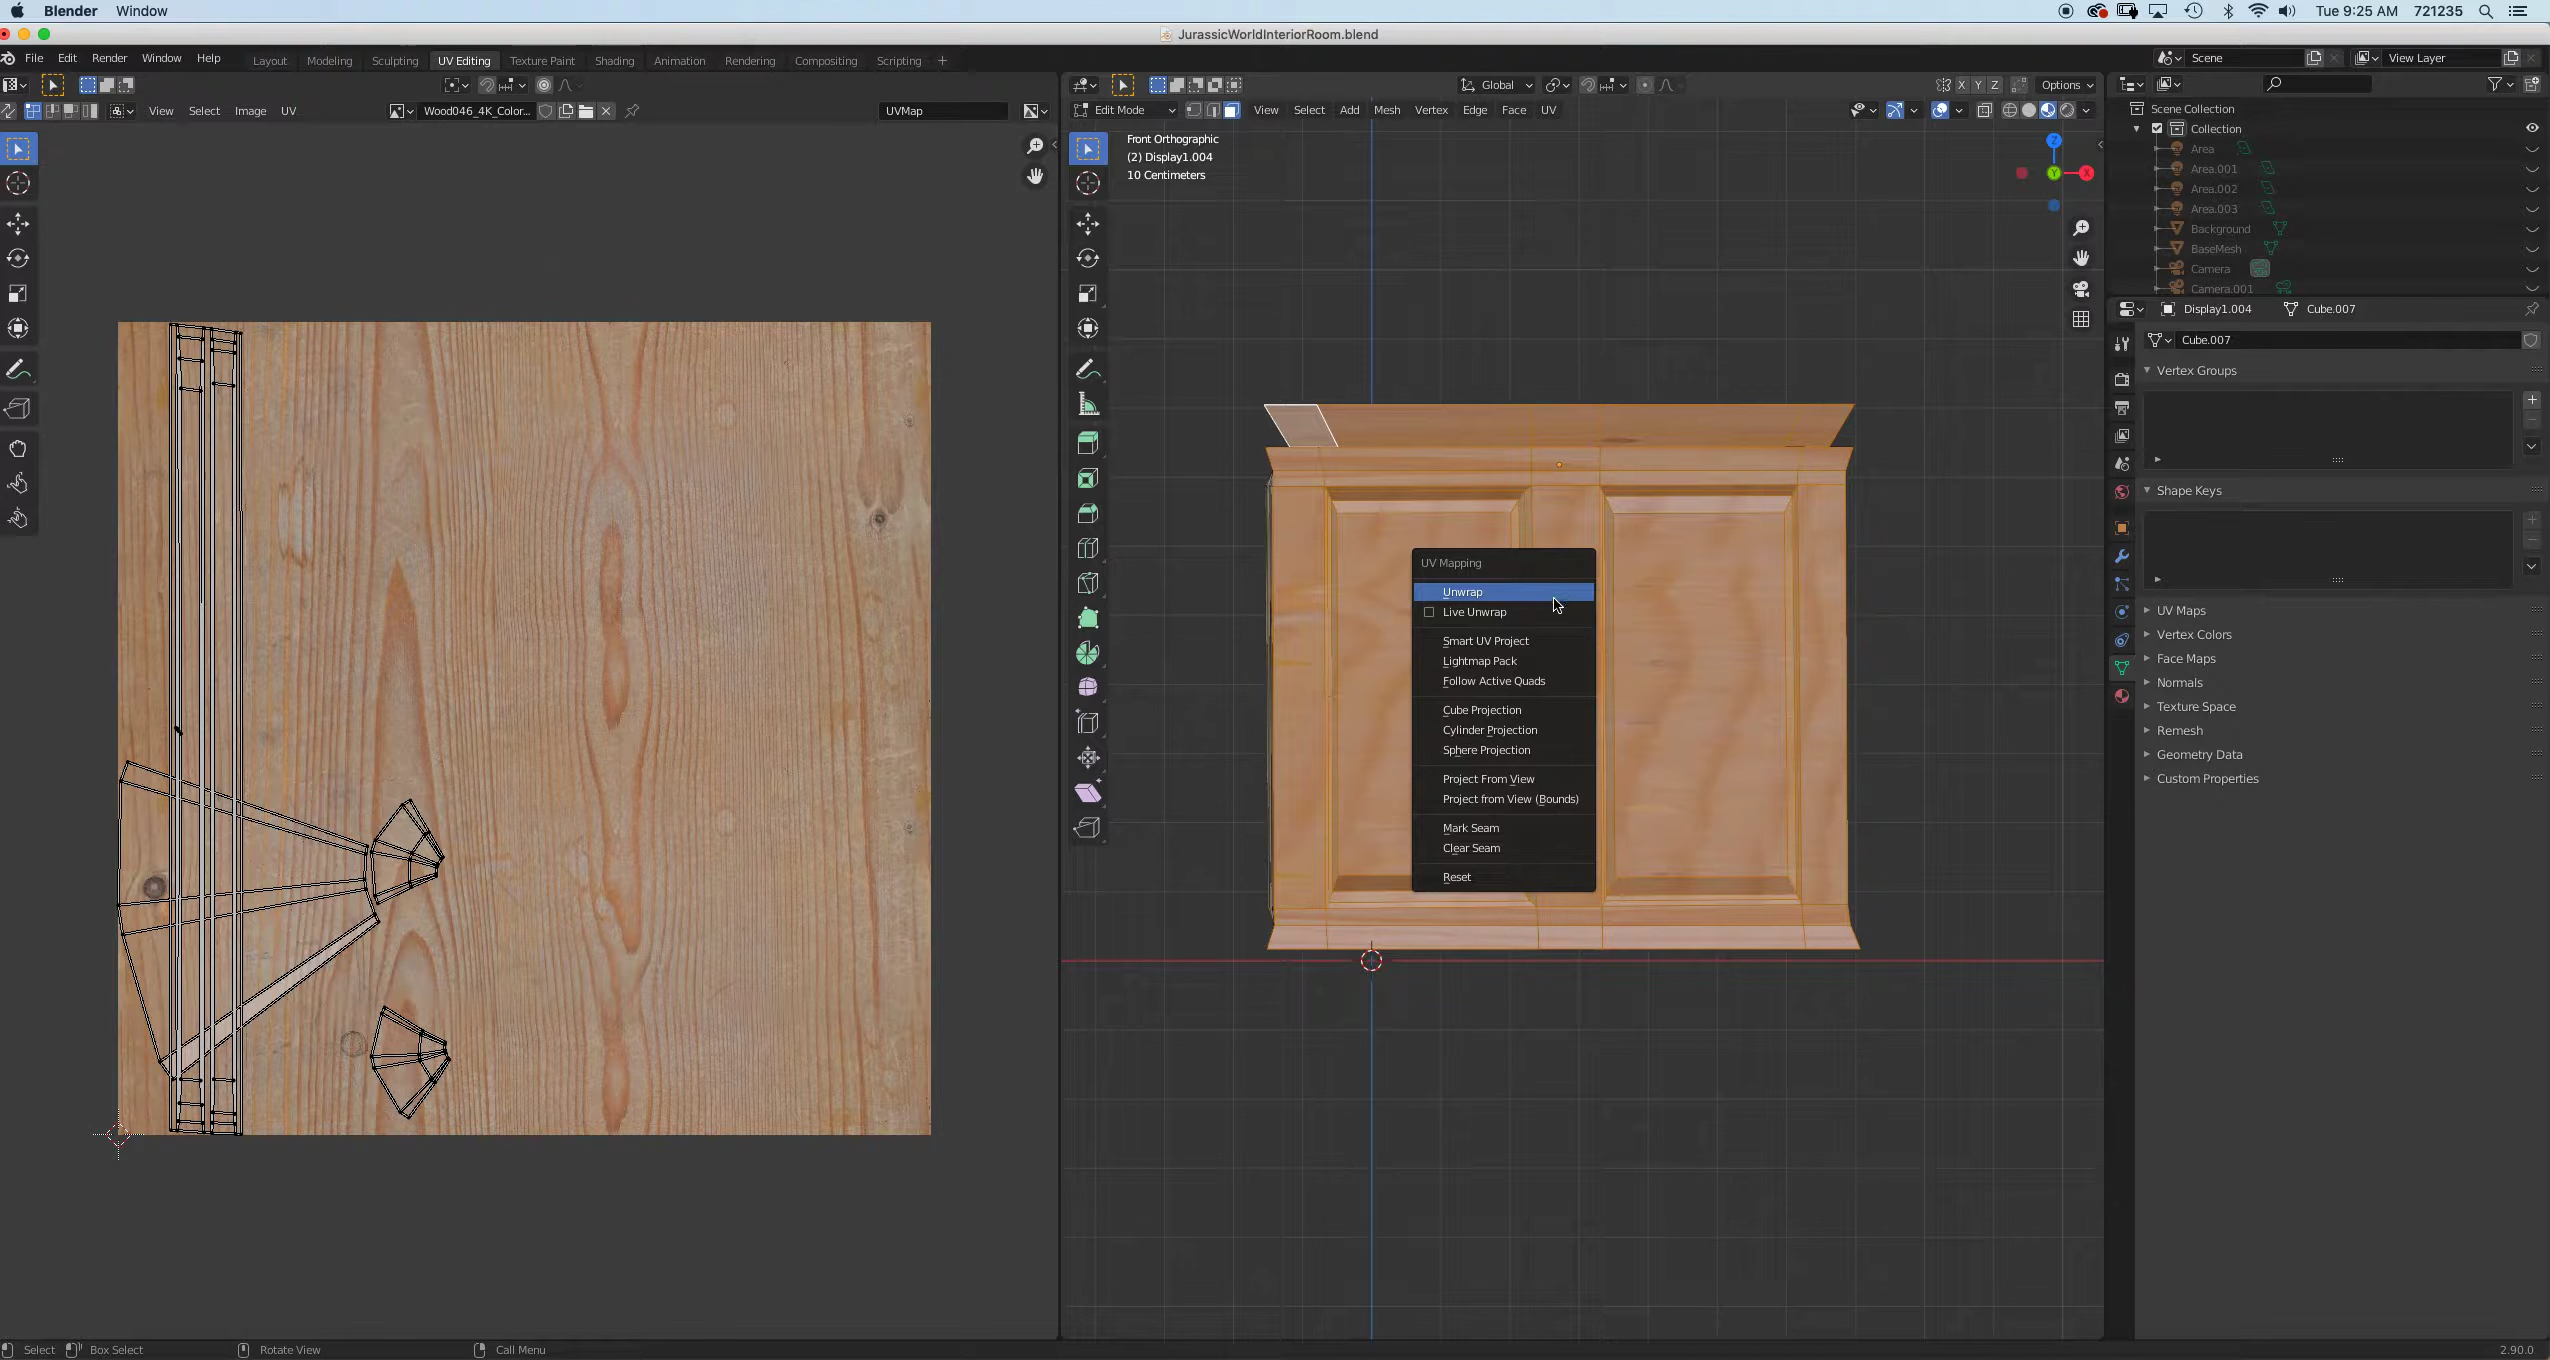 Blender Window
Tue 9:25 AM 721235
JurassicWorldInteriorRoom.blend
File Edit Render Window Help
Layout Modeling Sculpting UV Editing Texture Paint Shading Animation Rendering Compositing Scripting +
Scene
View Layer
Global
X Y Z
Options
View Select Image UV
Wood046_4K_Color...
UVMap
Edit Mode
View Select Add Mesh Vertex Edge Face UV
Front Orthographic
(2) Display1.004
10 Centimeters
Z
Y
X
Scene Collection
Collection
Area
Area.001
Area.002
Area.003
Background
BaseMesh
Camera
Camera.001
Display1.004
Cube.007
Cube.007
Vertex Groups
Shape Keys
UV Maps
Vertex Colors
Face Maps
Normals
Texture Space
Remesh
Geometry Data
Custom Properties
UV Mapping
Unwrap
Live Unwrap
Smart UV Project
Lightmap Pack
Follow Active Quads
Cube Projection
Cylinder Projection
Sphere Projection
Project From View
Project from View (Bounds)
Mark Seam
Clear Seam
Reset
Select
Box Select
Rotate View
Call Menu
2.90.0